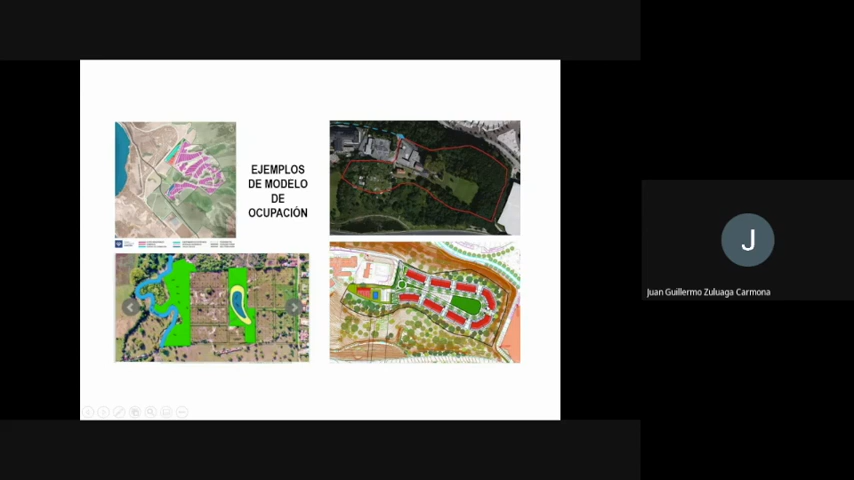 EJEMPLOS
DE MODELO
DE
OCUPACIÓN
J
Juan Guillermo Zuluaga Carmona